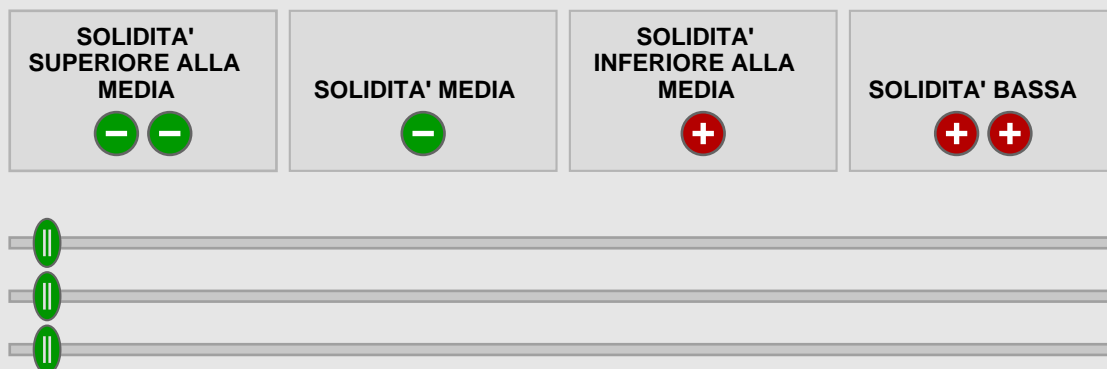 SOLIDITA'
SUPERIORE ALLA
MEDIA
SOLIDITA' MEDIA
SOLIDITA'
INFERIORE ALLA
MEDIA
SOLIDITA' BASSA